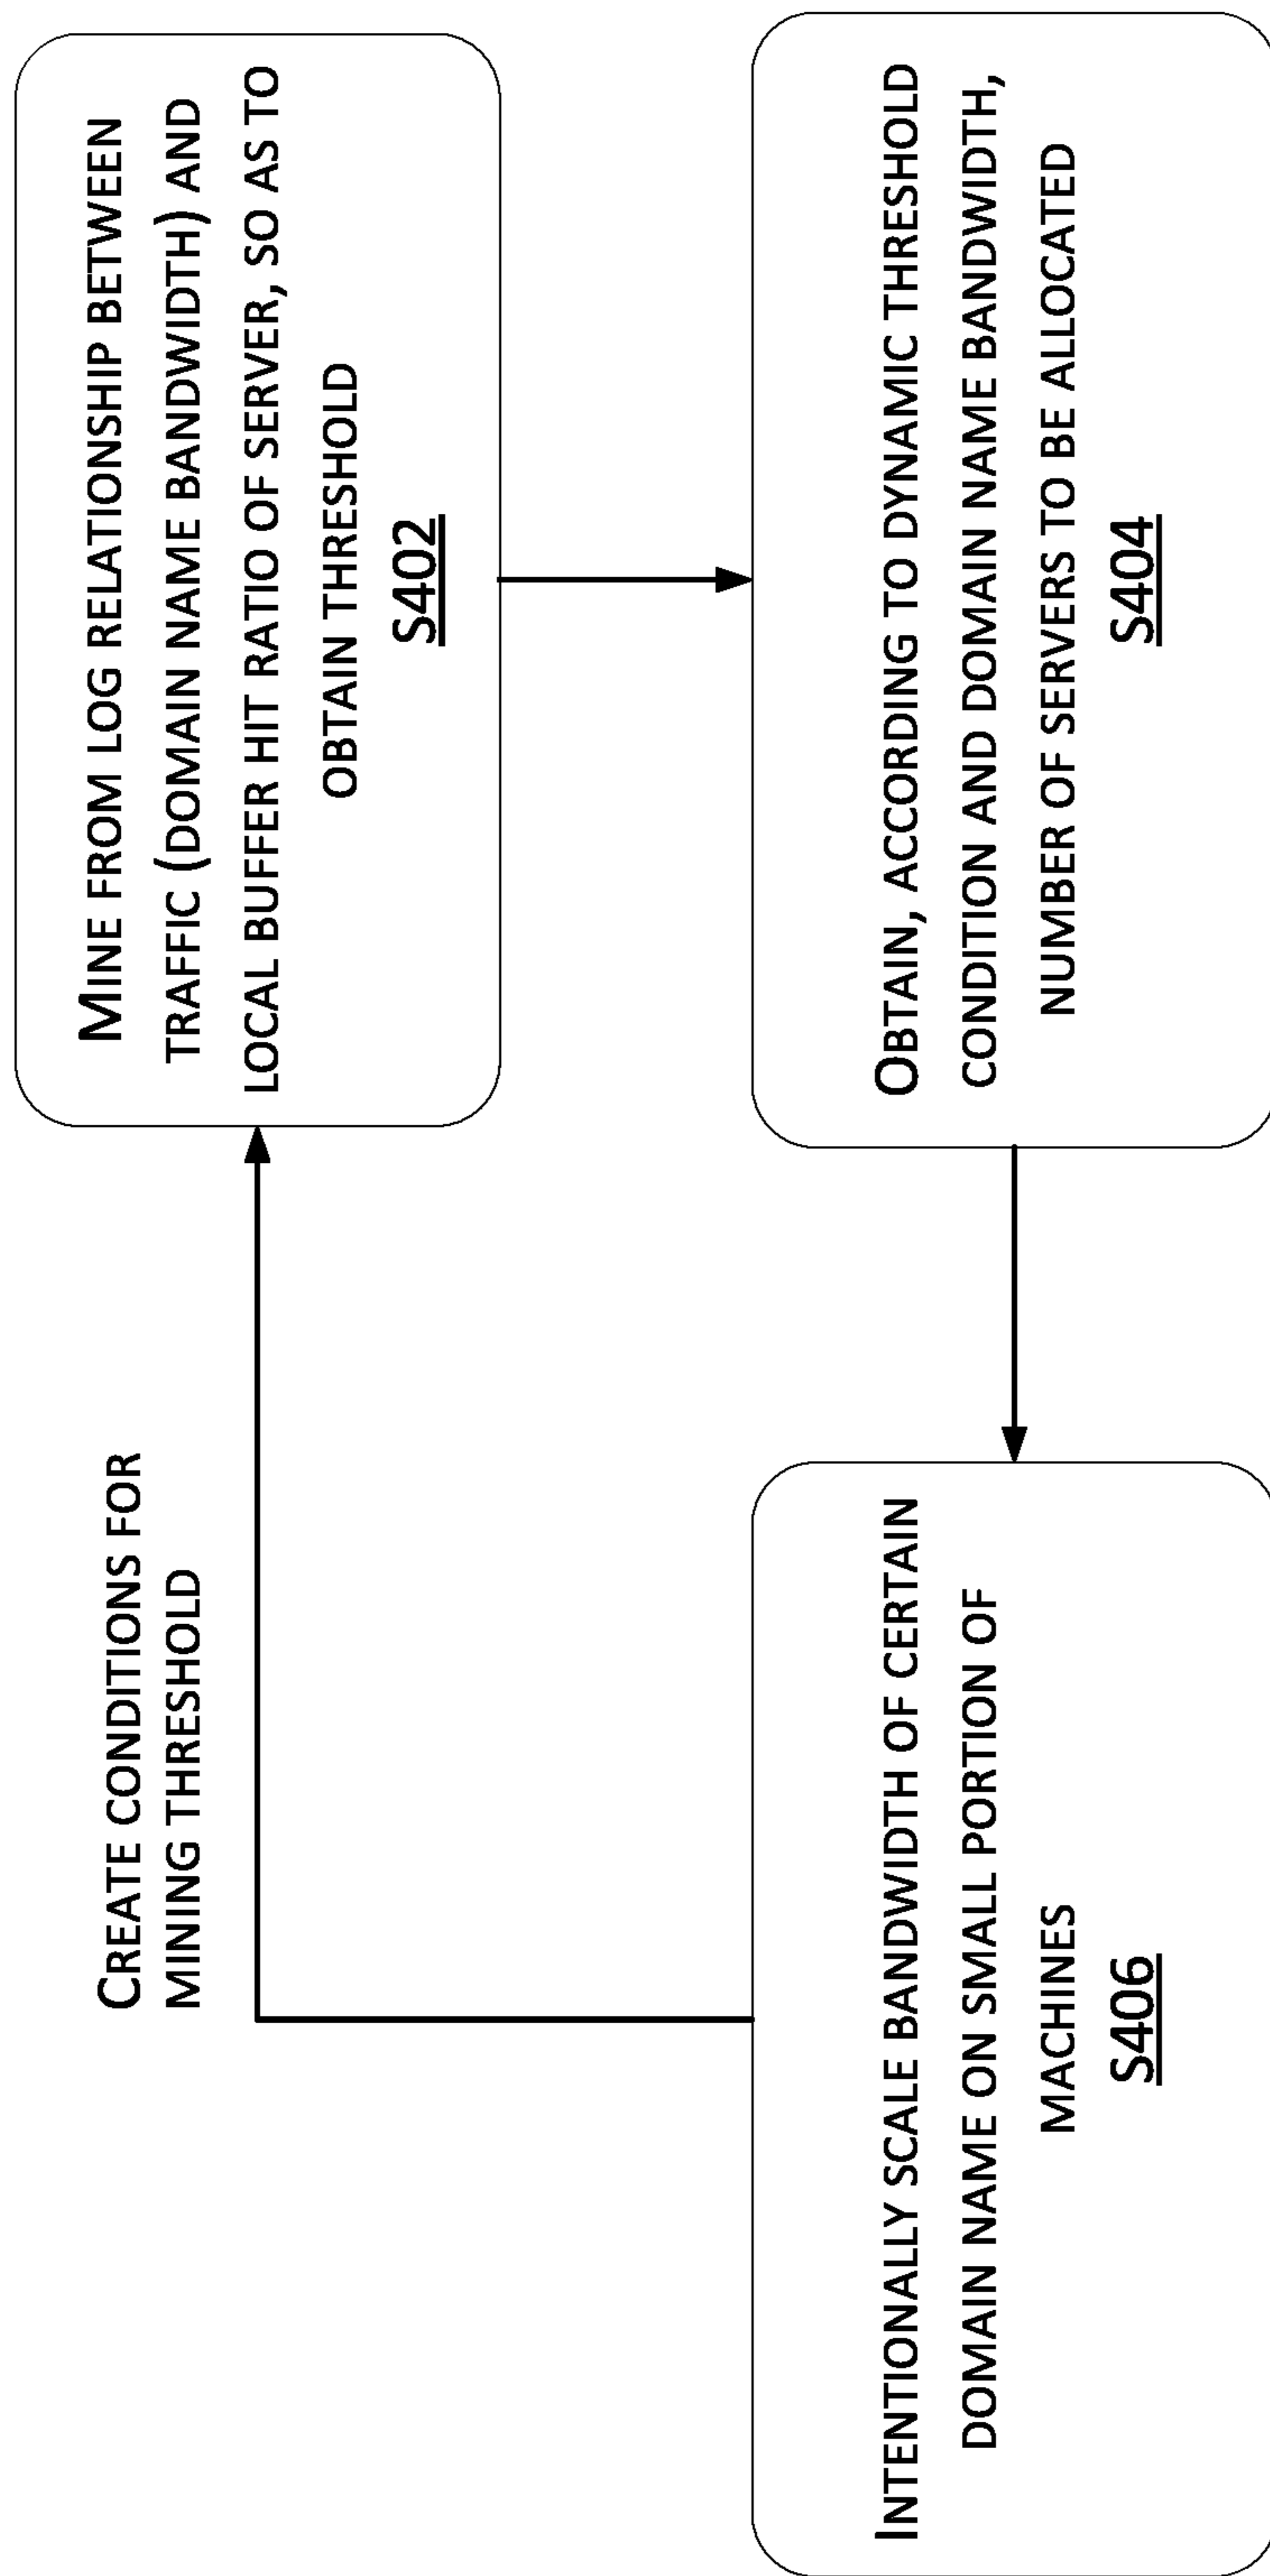 CREATE CONDITIONS FOR
MINING THRESHOLD
MINE FROM LOG RELATIONSHIP BETWEEN
TRAFFIC (DOMAIN NAME BANDWIDTH) AND
LOCAL BUFFER HIT RATIO OF SERVER, SO AS TO
OBTAIN THRESHOLD
S402
OBTAIN, ACCORDING TO DYNAMIC THRESHOLD
CONDITION AND DOMAIN NAME BANDWIDTH,
NUMBER OF SERVERS TO BE ALLOCATED
S404
INTENTIONALLY SCALE BANDWIDTH OF CERTAIN
DOMAIN NAME ON SMALL PORTION OF
MACHINES
S406